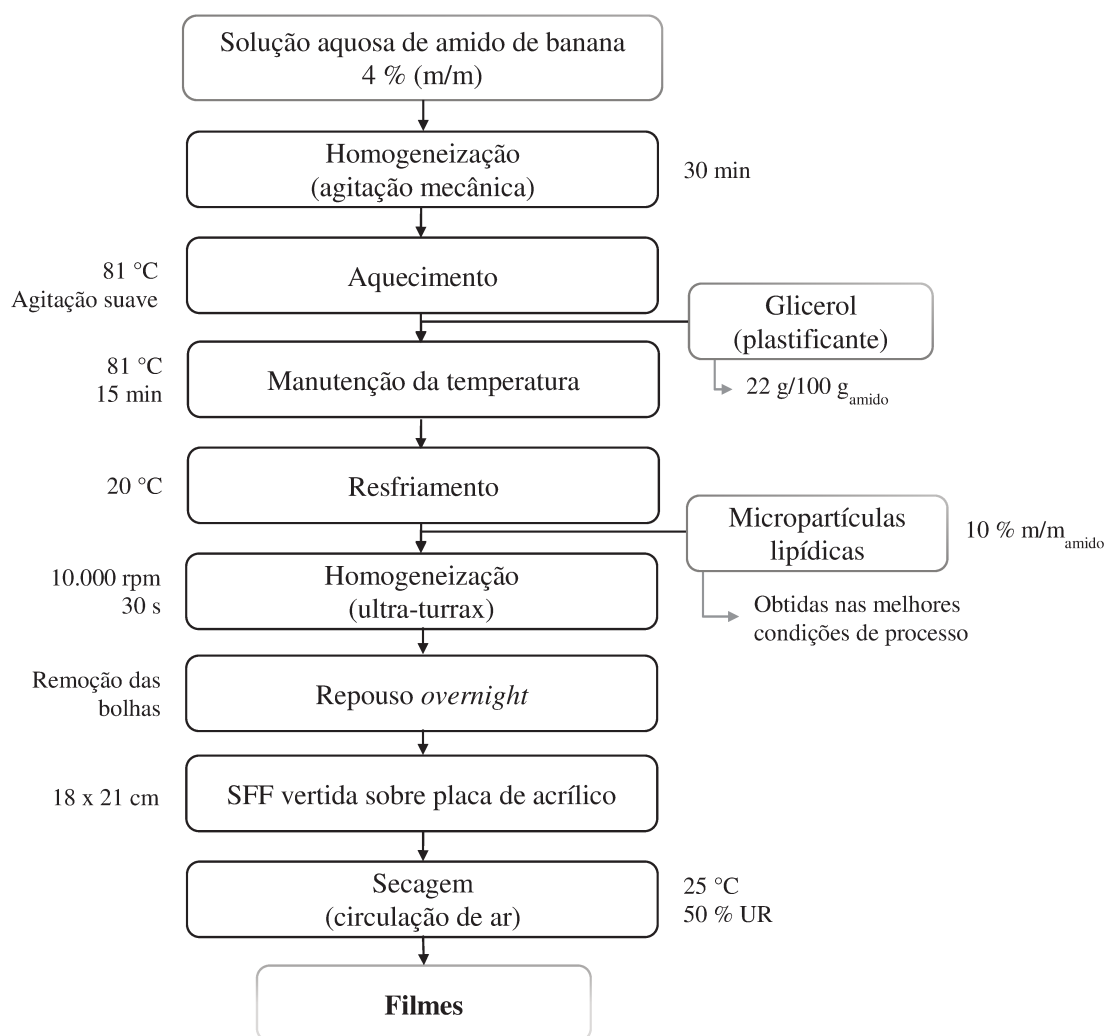 Solução aquosa de amido de banana
4 % (m/m)
Homogeneização
(agitação mecânica)
30 min
81 °C
Agitação suave
Aquecimento
Glicerol
(plastificante)
22 g/100 g amido
81 °C
15 min
Manutenção da temperatura
20 °C
Resfriamento
Micropartículas
lipídicas
10 % m/m amido
Obtidas nas melhores
condições de processo
10.000 rpm
30 s
Homogeneização
(ultra-turrax)
Remoção das
bolhas
Repouso overnight
18 x 21 cm
SFF vertida sobre placa de acrílico
Secagem
(circulação de ar)
25 °C
50 % UR
Filmes